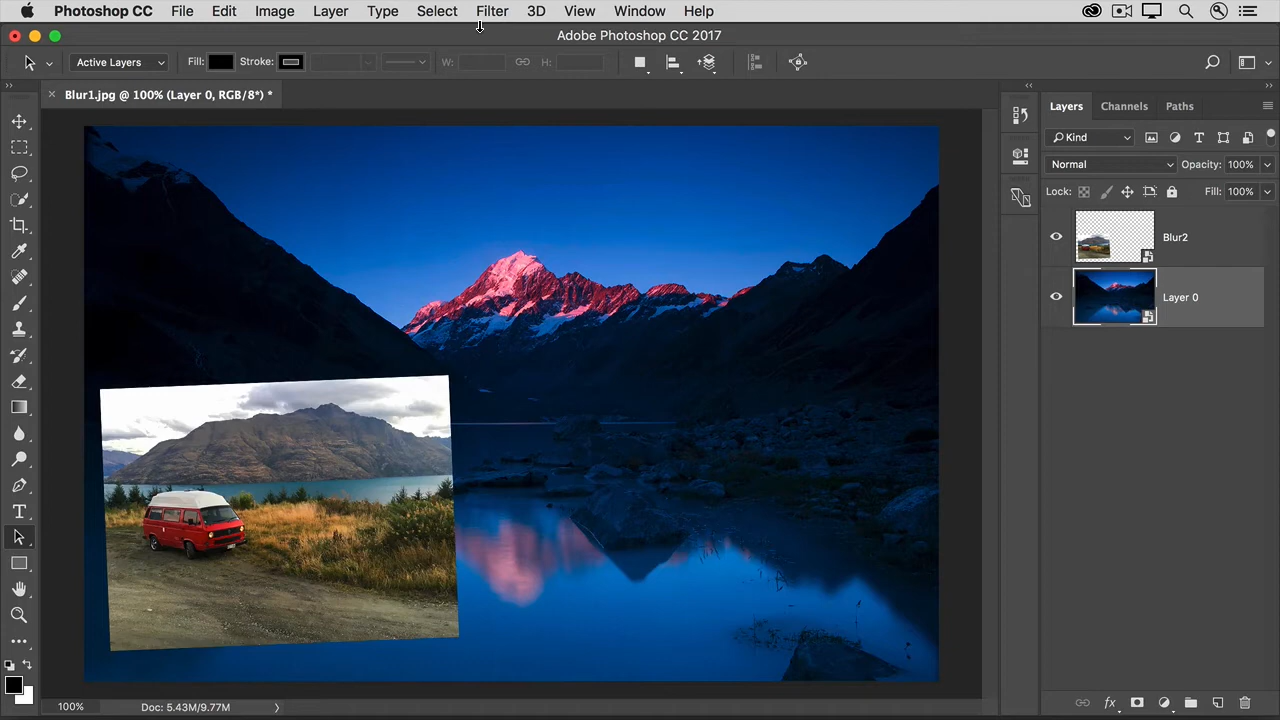 Photoshop CC File Edit Image Layer Type Select Filter 3D View Window Help
Adobe Photoshop CC 2017
Active Layers Fill: Stroke: W: H:
× Blur1.jpg @ 100% (Layer 0, RGB/8*) *
Layers Channels Paths
Kind
Normal Opacity: 100%
Lock: Fill: 100%
Blur2
Layer 0
100% Doc: 5.43M/9.77M